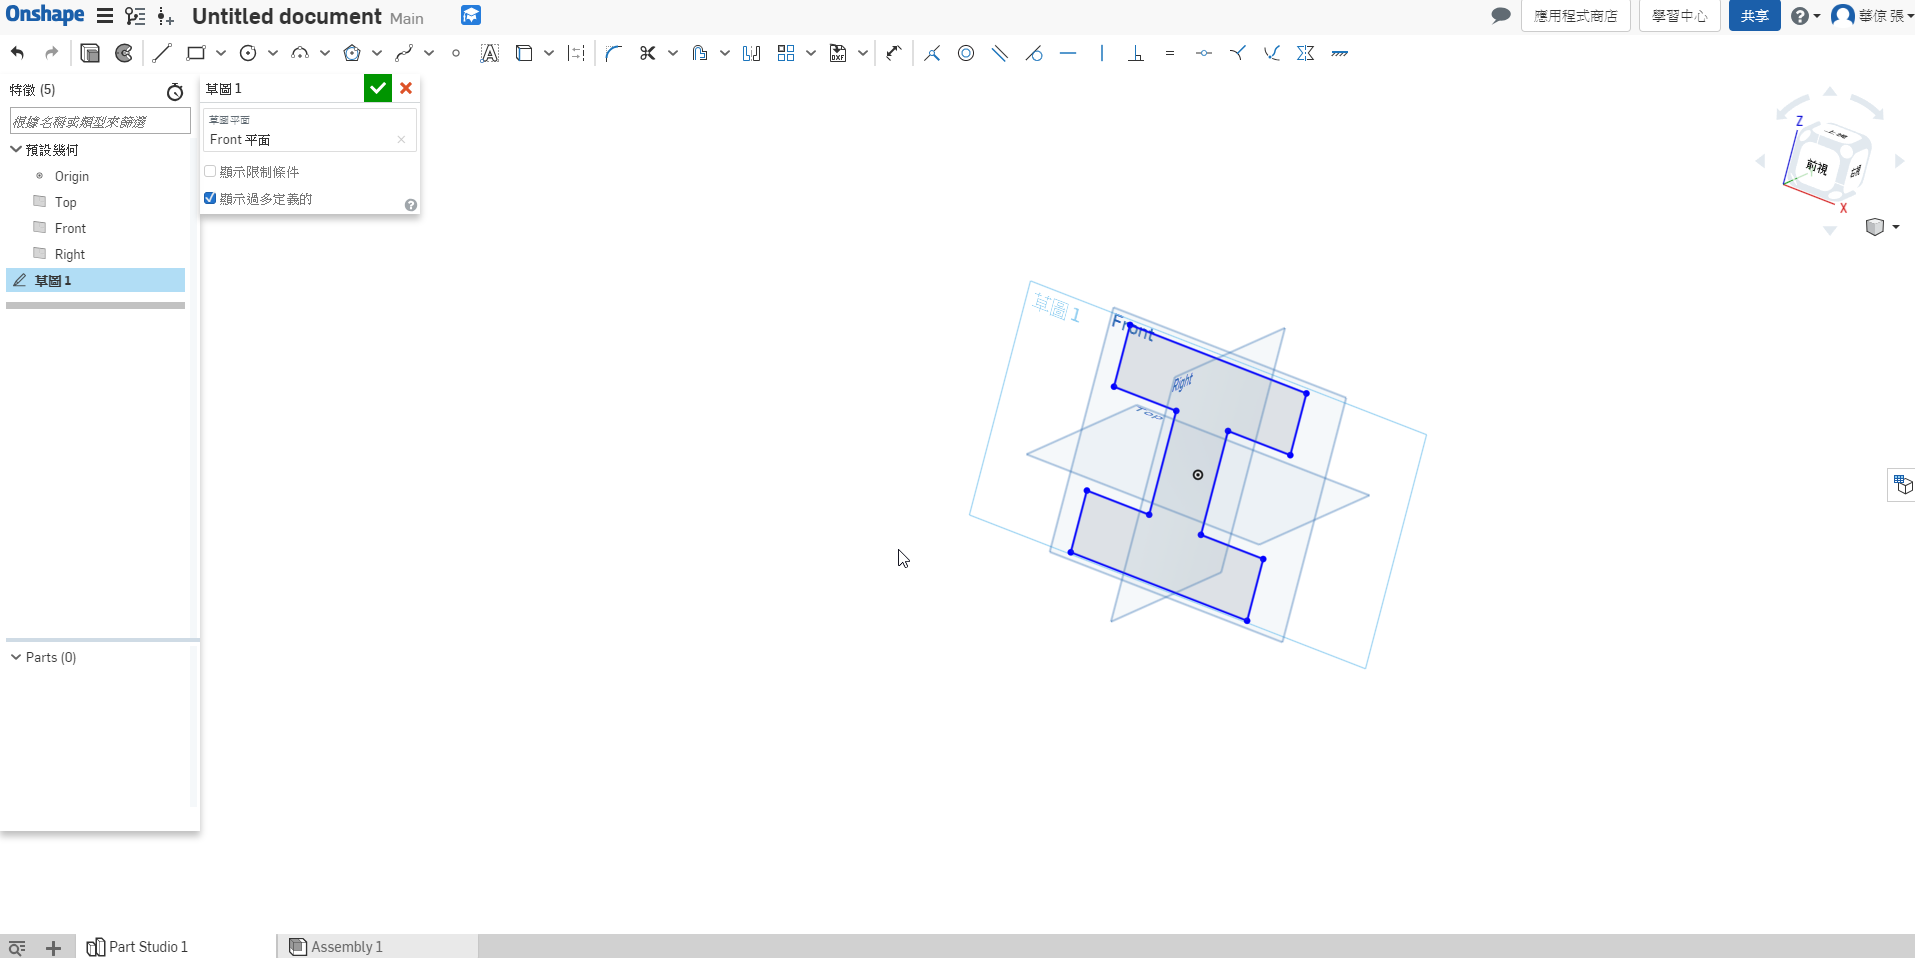 Onshape Untitled document Main 應用程式商店 學習中心 共享 華倞 張
DXF
特徵 (5)
根據名稱或類型來篩選
預設幾何
Origin
Top
Front
Right
草圖 1
Parts (0)
草圖 1
草圖平面
Front 平面
顯示限制條件
顯示過多定義的
草圖 1
Front
Right
Top
Z
上視
前視
右視
X
Part Studio 1
Assembly 1